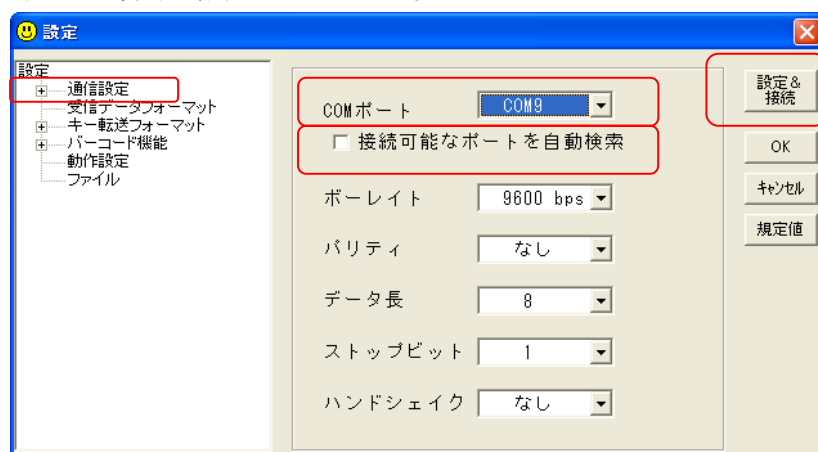 設定
設定
通信設定
受信データフォーマット
キー転送フォーマット
バーコード機能
動作設定
ファイル
COMポート
COM9
接続可能なポートを自動検索
ボーレイト
9600 bps
パリティ
なし
データ長
8
ストップビット
1
ハンドシェイク
なし
設定&
接続
OK
キャンセル
規定値